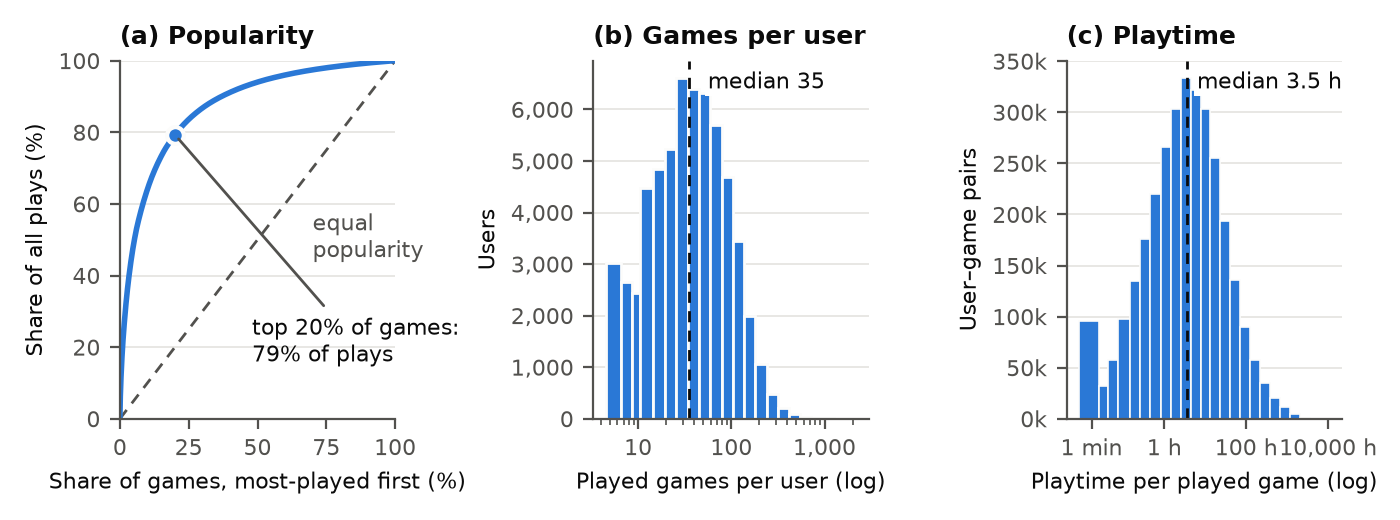 (a) Popularity
100
80
60
40
20
0
Share of all plays (%)
equal
popularity
top 20% of games:
79% of plays
0 25 50 75 100
Share of games, most-played first (%)
(b) Games per user
median 35
6,000
5,000
4,000
3,000
2,000
1,000
0
Users
10 100 1,000
Played games per user (log)
(c) Playtime
median 3.5 h
350k
300k
250k
200k
150k
100k
50k
0k
User–game pairs
1 min 1 h 100 h 10,000 h
Playtime per played game (log)